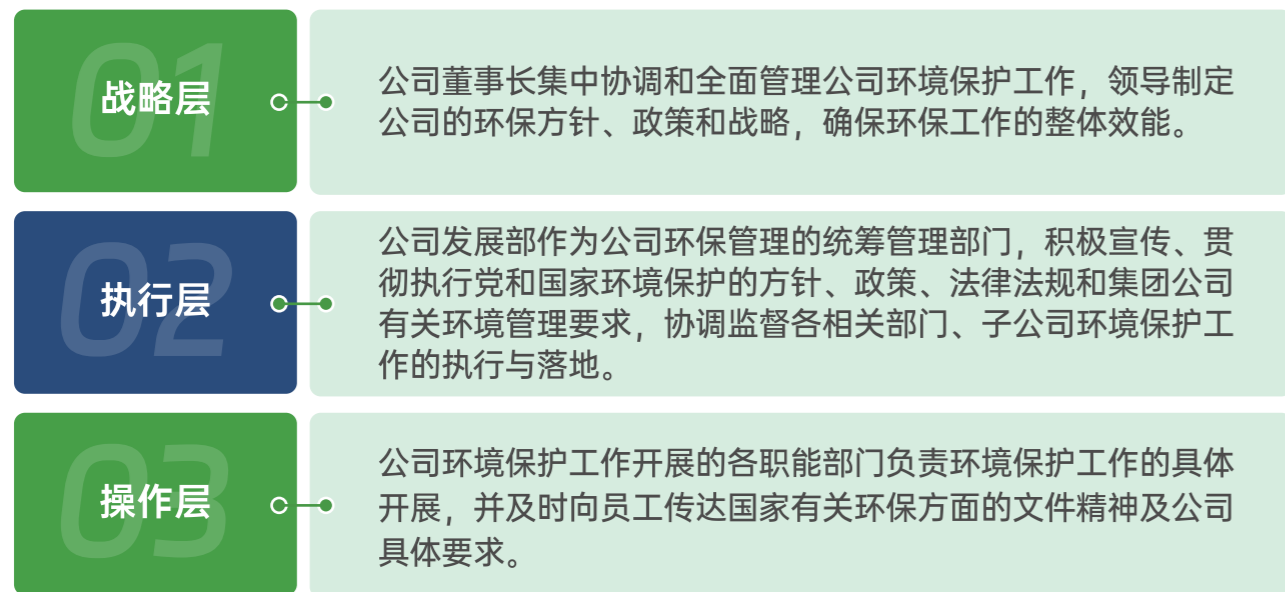 01
战略层
公司董事长集中协调和全面管理公司环境保护工作，领导制定
公司的环保方针、政策和战略，确保环保工作的整体效能。
02
执行层
公司发展部作为公司环保管理的统筹管理部门，积极宣传、贯
彻执行党和国家环境保护的方针、政策、法律法规和集团公司
有关环境管理要求，协调监督各相关部门、子公司环境保护工
作的执行与落地。
03
操作层
公司环境保护工作开展的各职能部门负责环境保护工作的具体
开展，并及时向员工传达国家有关环保方面的文件精神及公司
具体要求。